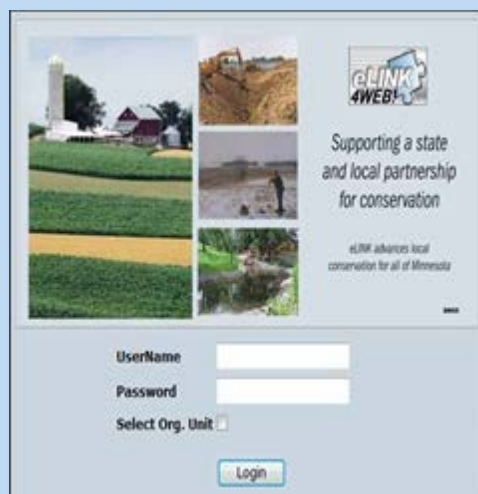 eLINK
4WEB!
Supporting a state
and local partnership
for conservation
eLINK advances local
conservation for all of Minnesota
UserName
Password
Select Org. Unit
Login